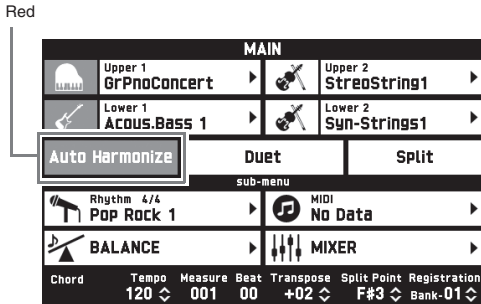 Red
MAIN
Upper 1
GrPnoConcert
Upper 2
StreoString1
Lower 1
Acous.Bass 1
Lower 2
Syn-Strings1
Auto Harmonize
Duet
Split
sub-menu
Rhythm 4/4
Pop Rock 1
MIDI
No Data
BALANCE
MIXER
Chord Tempo Measure Beat Transpose Split Point Registration
120 001 00 +02 F#3 Bank-01